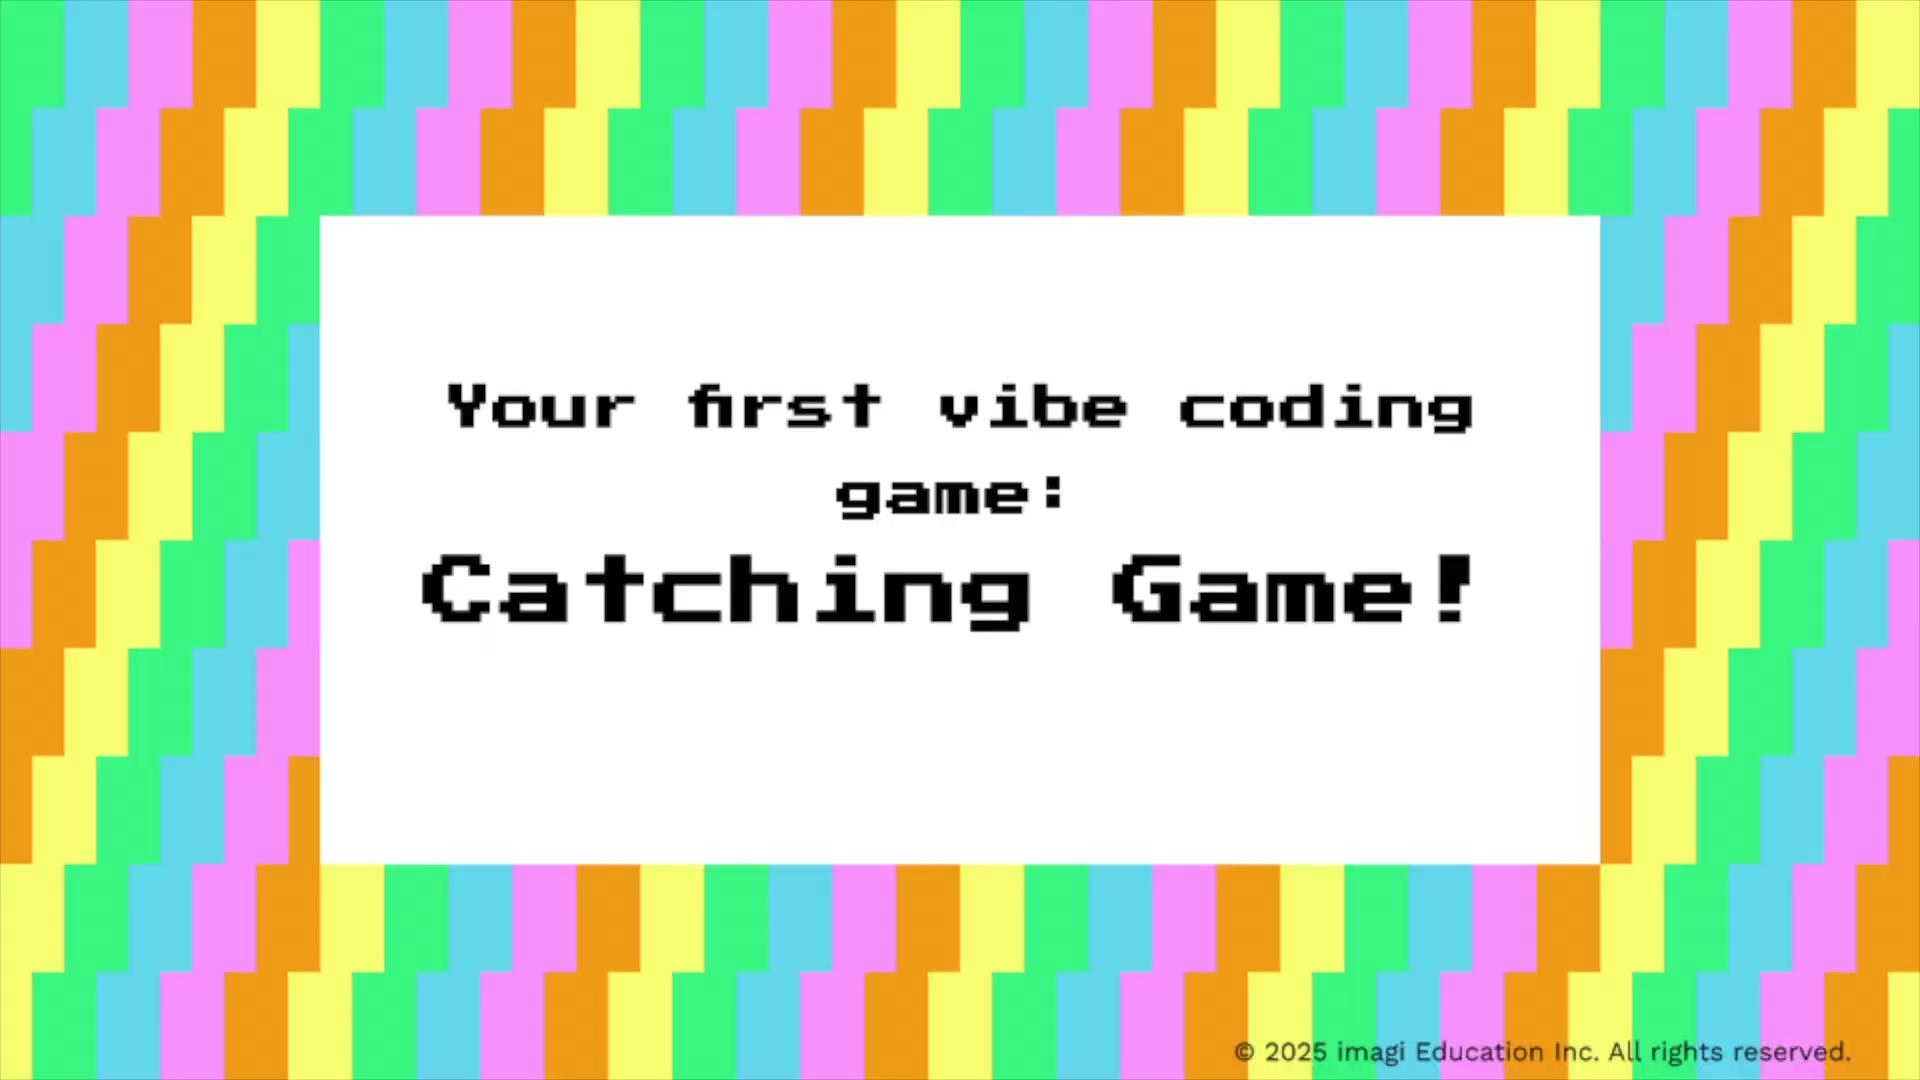 Your first vibe coding
game:
Catching Game!
© 2025 imagi Education Inc. All rights reserved.